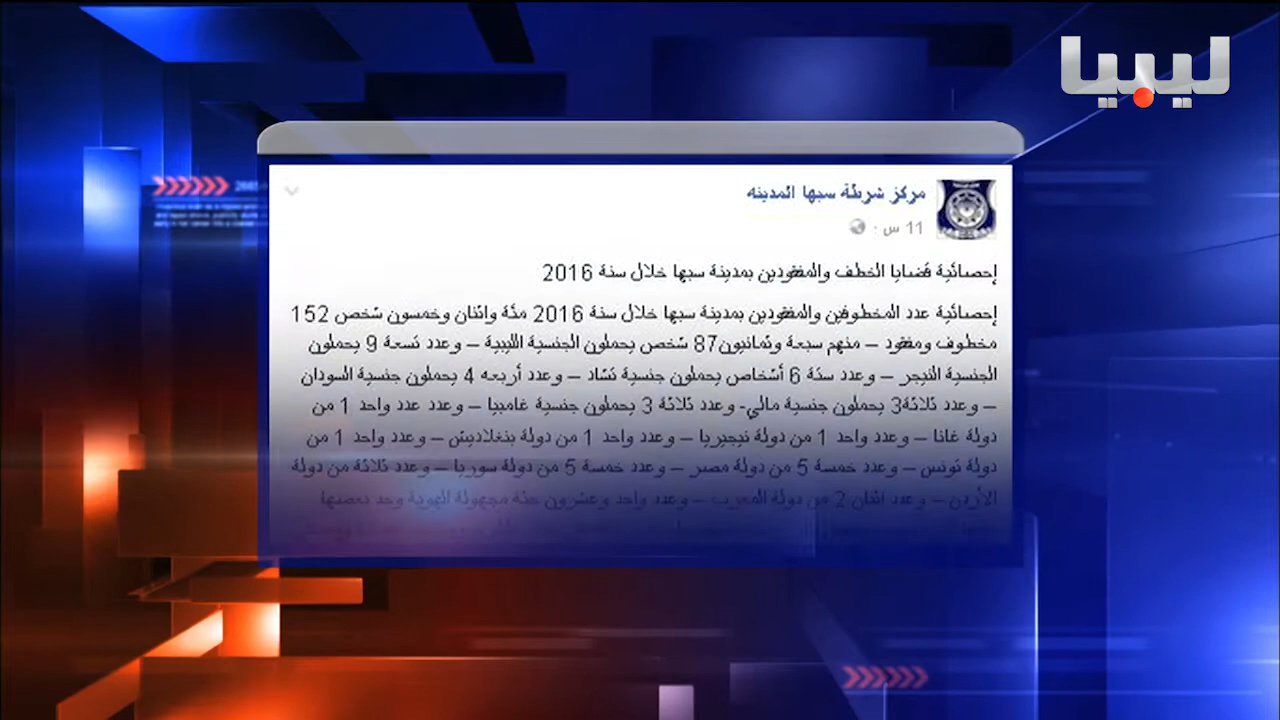 ليبيا
مركز شرطة سبها المدينه
11 س ·
إحصائية قضايا الخطف والمفقودين بمدينة سبها خلال سنة 2016
إحصائية عدد المخطوفين والمفقودين بمدينة سبها خلال سنة 2016 مئة واثنان وخمسون شخص 152
مخطوف ومفقود – منهم سبعة وثمانيون87 شخص يحملون الجنسية الليبية – وعدد تسعة 9 يحملون
الجنسية النيجر – وعدد ستة 6 أشخاص يحملون جنسية تشاد – وعدد أربعه 4 يحملون جنسية السودان
– وعدد ثلاثة3 يحملون جنسية مالي- وعدد ثلاثة 3 يحملون جنسية غامبيا – وعدد عدد واحد 1 من
دولة غانا – وعدد واحد 1 من دولة نيجيريا – وعدد واحد 1 من دولة بنغلاديش – وعدد واحد 1 من
دولة تونس – وعدد خمسة 5 من دولة مصر – وعدد خمسة 5 من دولة سوريا – وعدد ثلاثة من دولة
الأردن – وعدد اثنان 2 من دولة المغرب – وعدد واحد وعشرون جثة مجهولة الهوية وجد بعضها